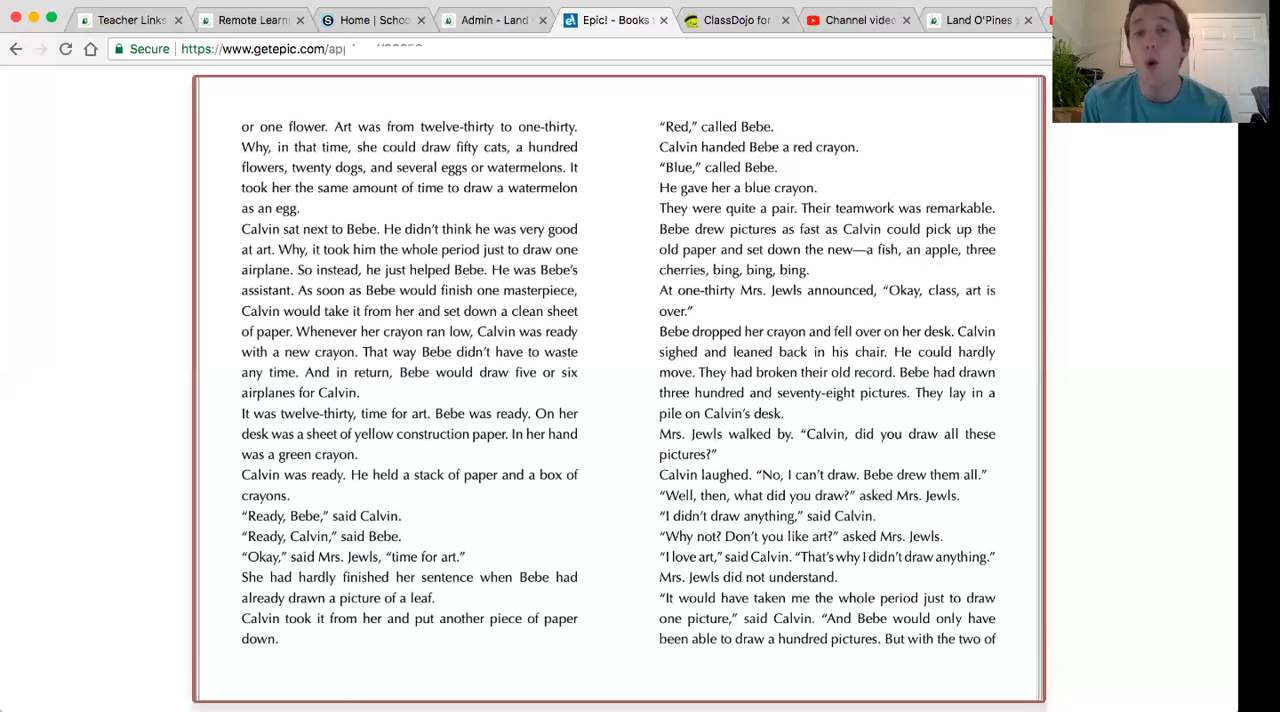 Teacher Links
Remote Learn
Home | Schoo
Admin - Land
Epic! - Books
ClassDojo for
Channel video
Land O'Pines
Secure
https://www.getepic.com/app
or one flower. Art was from twelve-thirty to one-thirty.
Why, in that time, she could draw fifty cats, a hundred
flowers, twenty dogs, and several eggs or watermelons. It
took her the same amount of time to draw a watermelon
as an egg.
Calvin sat next to Bebe. He didn’t think he was very good
at art. Why, it took him the whole period just to draw one
airplane. So instead, he just helped Bebe. He was Bebe’s
assistant. As soon as Bebe would finish one masterpiece,
Calvin would take it from her and set down a clean sheet
of paper. Whenever her crayon ran low, Calvin was ready
with a new crayon. That way Bebe didn’t have to waste
any time. And in return, Bebe would draw five or six
airplanes for Calvin.
It was twelve-thirty, time for art. Bebe was ready. On her
desk was a sheet of yellow construction paper. In her hand
was a green crayon.
Calvin was ready. He held a stack of paper and a box of
crayons.
“Ready, Bebe,” said Calvin.
“Ready, Calvin,” said Bebe.
“Okay,” said Mrs. Jewls, “time for art.”
She had hardly finished her sentence when Bebe had
already drawn a picture of a leaf.
Calvin took it from her and put another piece of paper
down.
“Red,” called Bebe.
Calvin handed Bebe a red crayon.
“Blue,” called Bebe.
He gave her a blue crayon.
They were quite a pair. Their teamwork was remarkable.
Bebe drew pictures as fast as Calvin could pick up the
old paper and set down the new—a fish, an apple, three
cherries, bing, bing, bing.
At one-thirty Mrs. Jewls announced, “Okay, class, art is
over.”
Bebe dropped her crayon and fell over on her desk. Calvin
sighed and leaned back in his chair. He could hardly
move. They had broken their old record. Bebe had drawn
three hundred and seventy-eight pictures. They lay in a
pile on Calvin’s desk.
Mrs. Jewls walked by. “Calvin, did you draw all these
pictures?”
Calvin laughed. “No, I can’t draw. Bebe drew them all.”
“Well, then, what did you draw?” asked Mrs. Jewls.
“I didn’t draw anything,” said Calvin.
“Why not? Don’t you like art?” asked Mrs. Jewls.
“I love art,” said Calvin. “That’s why I didn’t draw anything.”
Mrs. Jewls did not understand.
“It would have taken me the whole period just to draw
one picture,” said Calvin. “And Bebe would only have
been able to draw a hundred pictures. But with the two of